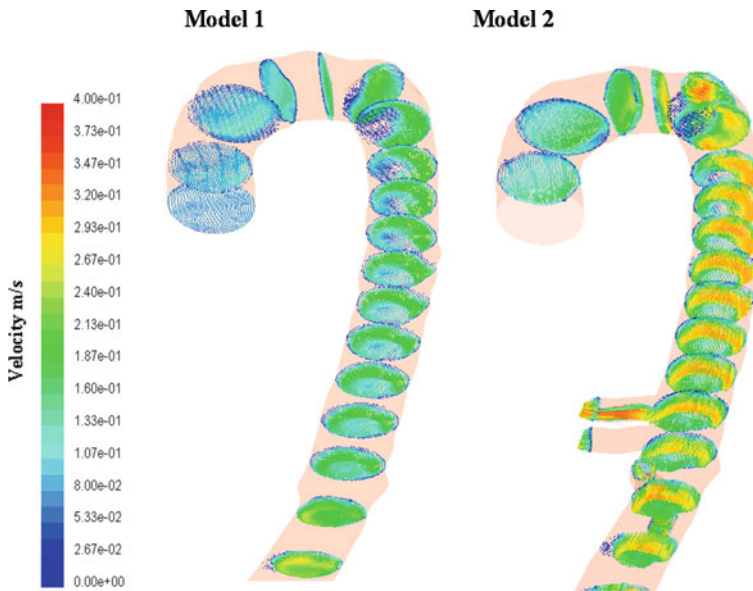 Model 1
Model 2
Velocity m/s
4.00e-01
3.73e-01
3.47e-01
3.20e-01
2.93e-01
2.67e-01
2.40e-01
2.13e-01
1.87e-01
1.60e-01
1.33e-01
1.07e-01
8.00e-02
5.33e-02
2.67e-02
0.00e+00